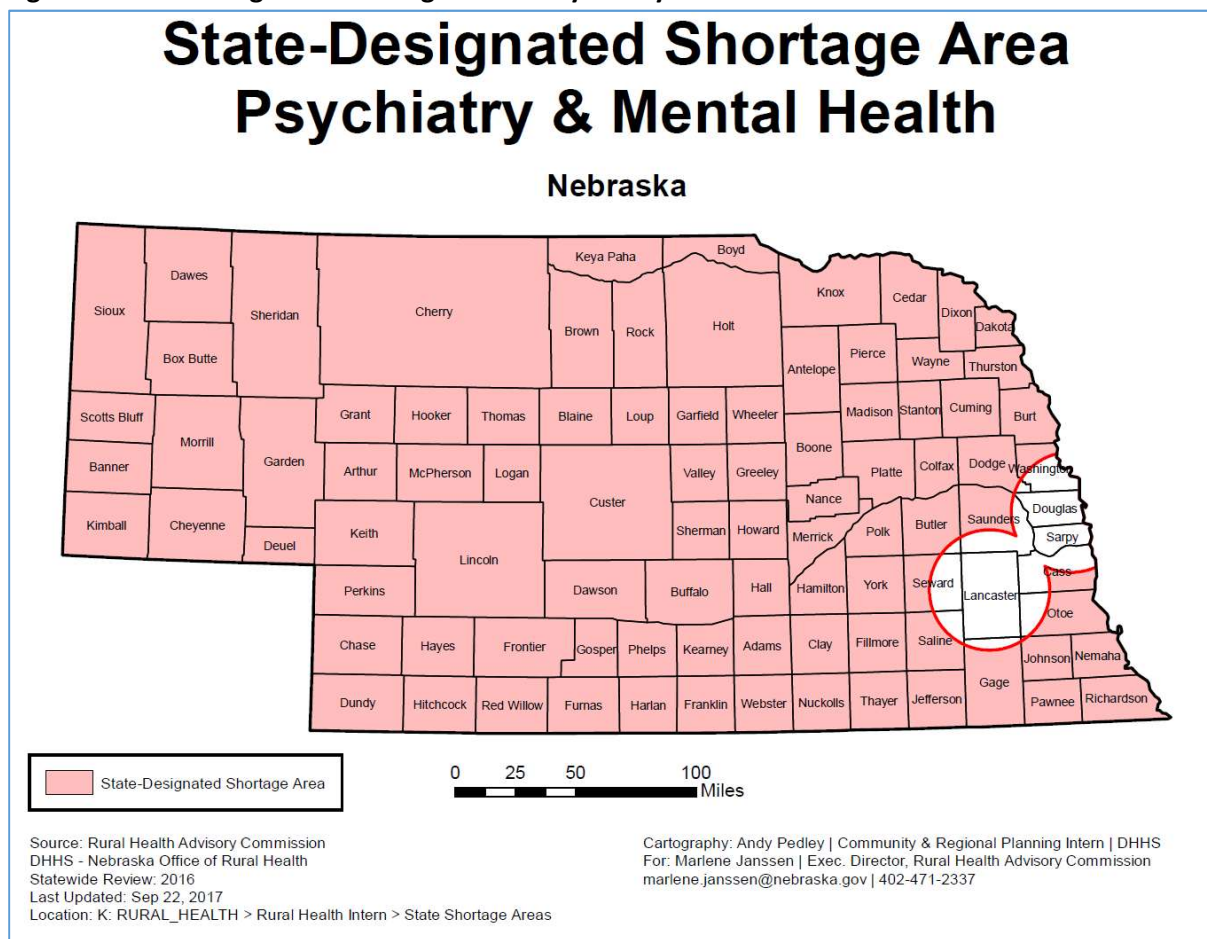 State-Designated Shortage Area
Psychiatry & Mental Health
Nebraska
Keya Paha
Boyd
Dawes
Sioux
Sheridan
Cherry
Knox
Cedar
Dixon
Dakota
Brown
Rock
Holt
Box Butte
Antelope
Pierce
Wayne
Thurston
Scotts Bluff
Grant
Hooker
Thomas
Blaine
Loup
Garfield
Wheeler
Madison
Stanton
Cuming
Burt
Morrill
Garden
Banner
Arthur
McPherson
Logan
Custer
Valley
Greeley
Boone
Platte
Colfax
Dodge
Washington
Nance
Douglas
Kimball
Cheyenne
Deuel
Keith
Lincoln
Sherman
Howard
Merrick
Polk
Butler
Saunders
Sarpy
Cass
Perkins
Dawson
Buffalo
Hall
Hamilton
York
Seward
Lancaster
Otoe
Chase
Hayes
Frontier
Gosper
Phelps
Kearney
Adams
Clay
Fillmore
Saline
Johnson
Nemaha
Gage
Dundy
Hitchcock
Red Willow
Furnas
Harlan
Franklin
Webster
Nuckolls
Thayer
Jefferson
Pawnee
Richardson
State-Designated Shortage Area
0 25 50 100
Miles
Source: Rural Health Advisory Commission
DHHS - Nebraska Office of Rural Health
Statewide Review: 2016
Last Updated: Sep 22, 2017
Location: K: RURAL_HEALTH > Rural Health Intern > State Shortage Areas
Cartography: Andy Pedley | Community & Regional Planning Intern | DHHS
For: Marlene Janssen | Exec. Director, Rural Health Advisory Commission
marlene.janssen@nebraska.gov | 402-471-2337